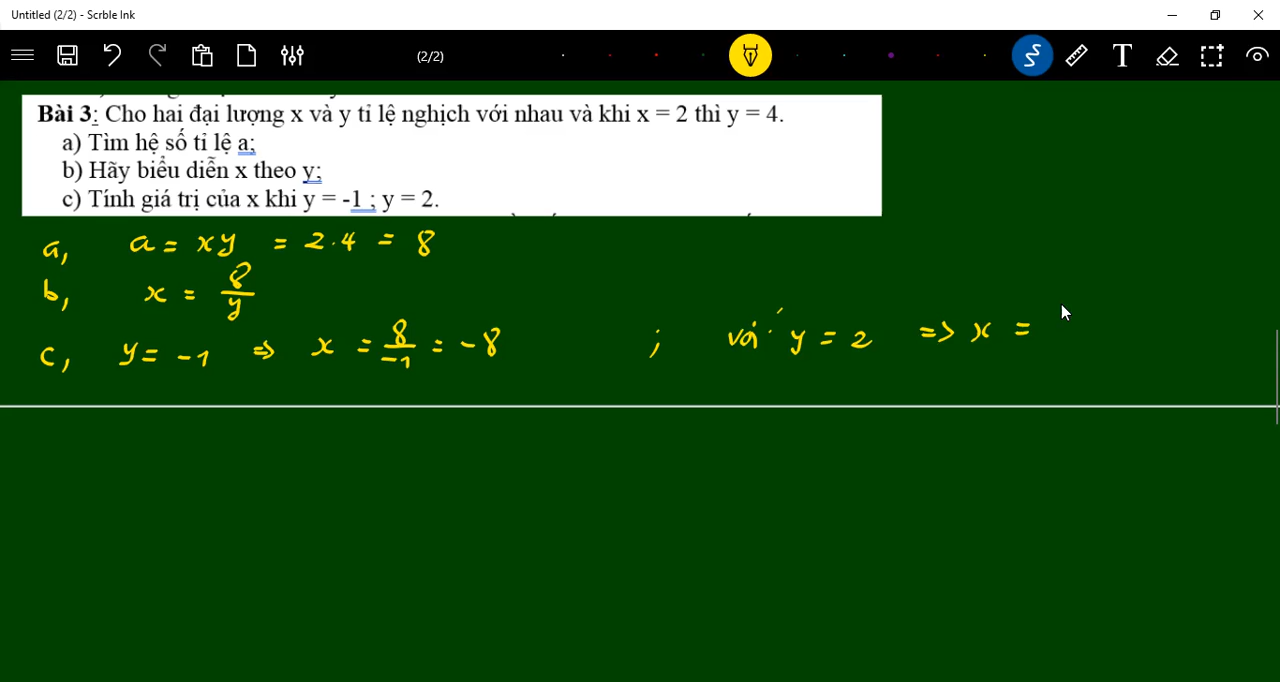 Untitled (2/2) - Scrble Ink
(2/2)
T
Bài 3: Cho hai đại lượng x và y tỉ lệ nghịch với nhau và khi x = 2 thì y = 4.
a) Tìm hệ số tỉ lệ a;
b) Hãy biểu diễn x theo y;
c) Tính giá trị của x khi y = -1 ; y = 2.
a, a = xy = 2.4 = 8
b, x = 8/y
c, y = -1 => x = 8/-1 = -8 ; với y = 2 => x =